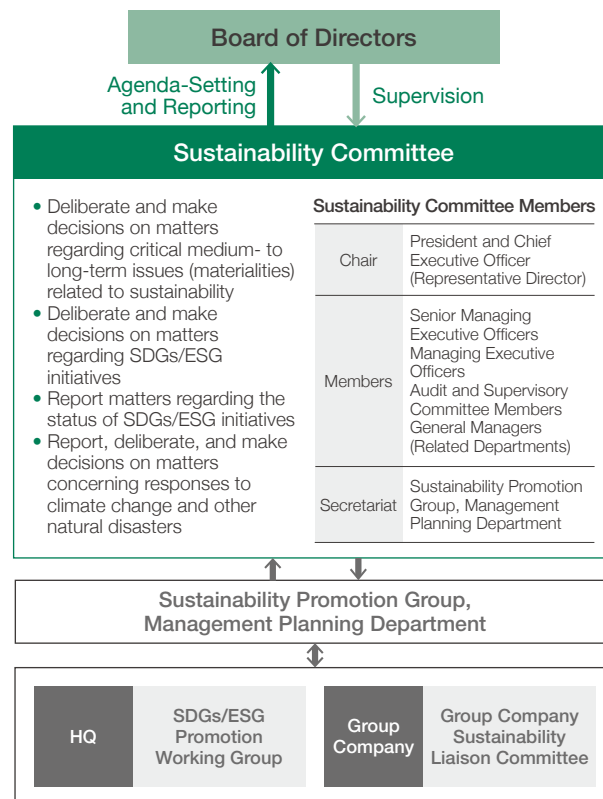 Board of Directors
Agenda-Setting
and Reporting
Supervision
Sustainability Committee
• Deliberate and make
decisions on matters
regarding critical medium- to
long-term issues (materialities)
related to sustainability
• Deliberate and make
decisions on matters
regarding SDGs/ESG
initiatives
• Report matters regarding the
status of SDGs/ESG initiatives
• Report, deliberate, and make
decisions on matters
concerning responses to
climate change and other
natural disasters
Sustainability Committee Members
Chair
President and Chief
Executive Officer
(Representative Director)
Members
Senior Managing
Executive Officers
Managing Executive
Officers
Audit and Supervisory
Committee Members
General Managers
(Related Departments)
Secretariat
Sustainability Promotion
Group, Management
Planning Department
Sustainability Promotion Group,
Management Planning Department
HQ
SDGs/ESG
Promotion
Working Group
Group
Company
Group Company
Sustainability
Liaison Committee